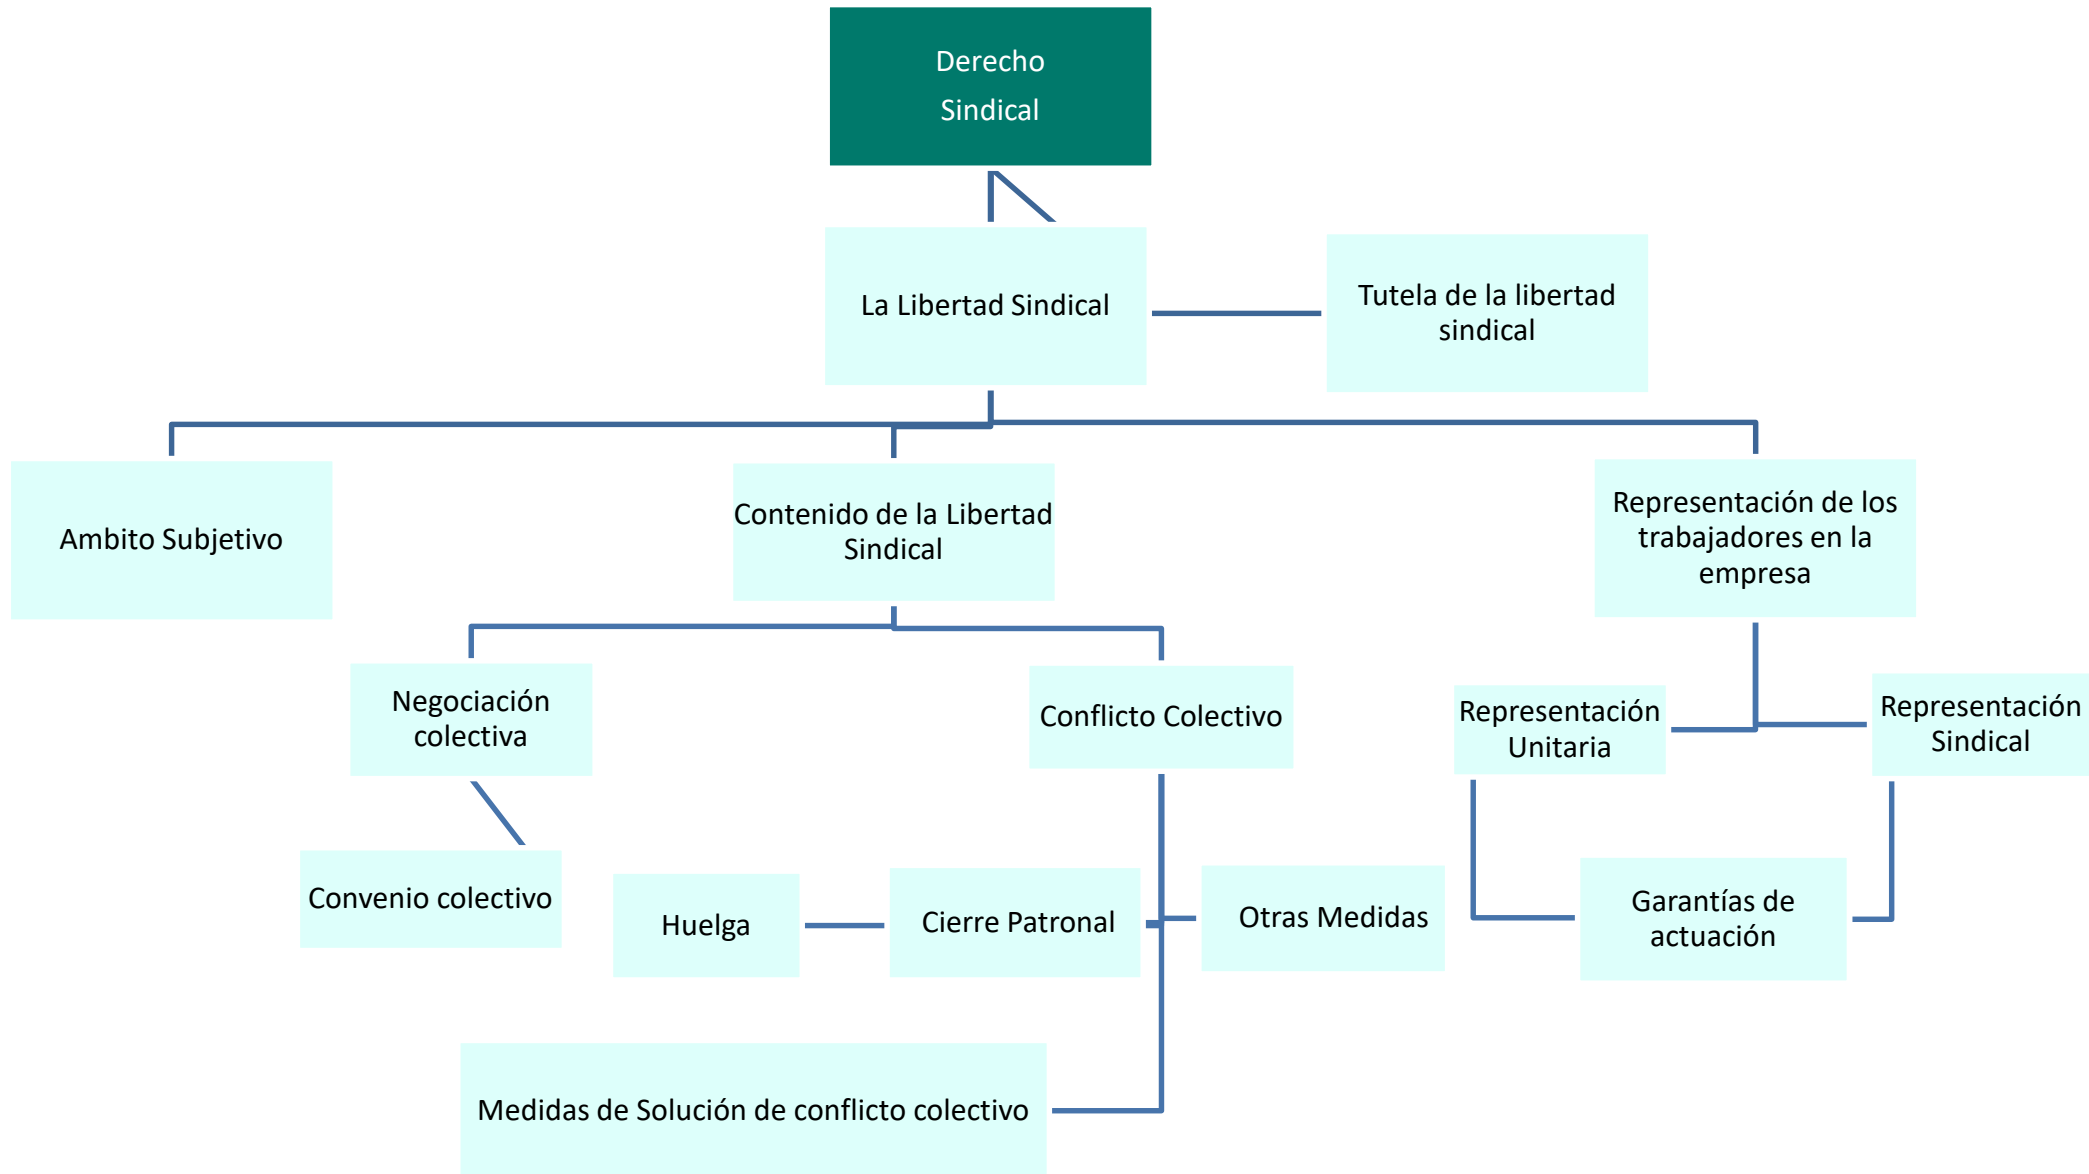 Derecho
Sindical
La Libertad Sindical
Tutela de la libertad
sindical
Ambito Subjetivo
Contenido de la Libertad
Sindical
Representación de los
trabajadores en la
empresa
Negociación
colectiva
Conflicto Colectivo
Representación
Unitaria
Representación
Sindical
Convenio colectivo
Huelga
Cierre Patronal
Otras Medidas
Garantías de
actuación
Medidas de Solución de conflicto colectivo